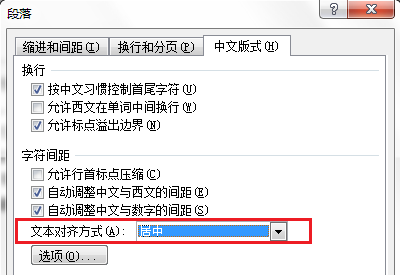 段落
缩进和间距(I) 换行和分页(P) 中文版式(H)
换行
按中文习惯控制首尾字符(U)
允许西文在单词中间换行(W)
允许标点溢出边界(N)
字符间距
允许行首标点压缩(C)
自动调整中文与西文的间距(E)
自动调整中文与数字的间距(S)
文本对齐方式(A): 居中
选项(O)...